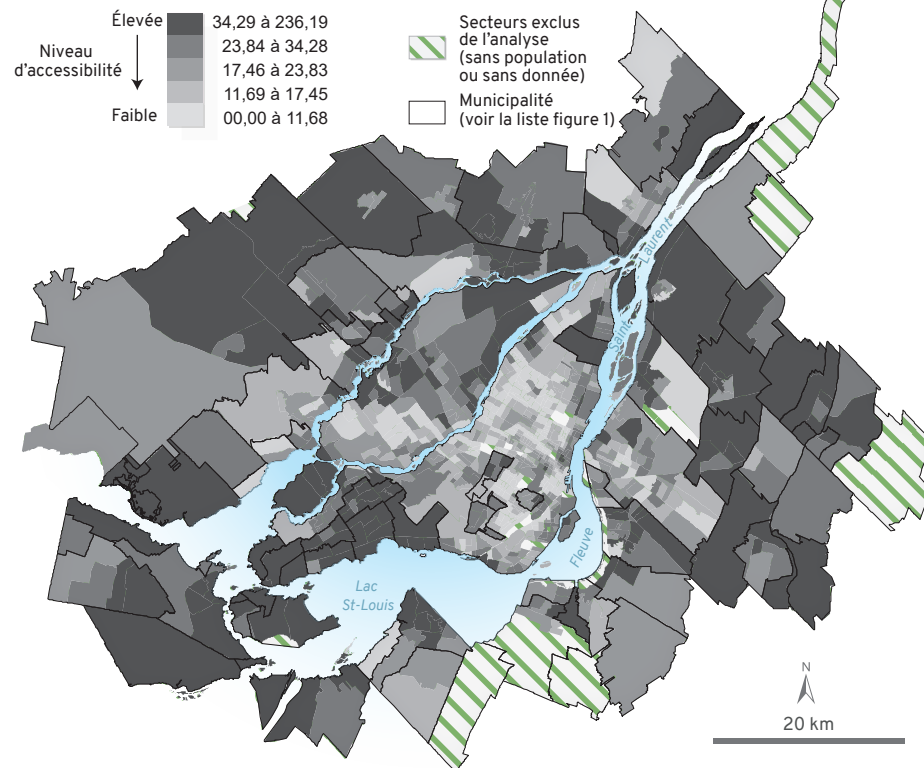 Niveau
d'accessibilité
Élevée
Faible
34,29 à 236,19
23,84 à 34,28
17,46 à 23,83
11,69 à 17,45
00,00 à 11,68
Secteurs exclus
de l'analyse
(sans population
ou sans donnée)
Municipalité
(voir la liste figure 1)
Laurent
Saint
Fleuve
Lac
St-Louis
N
20 km